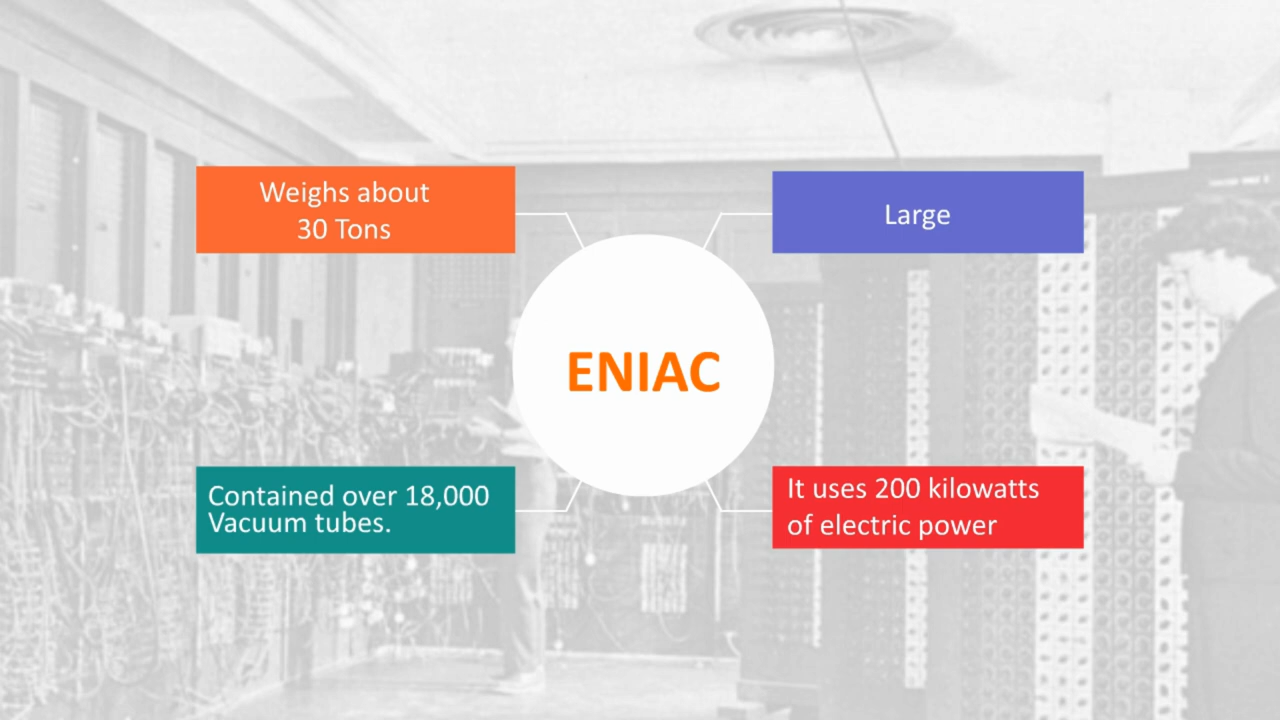 Weighs about
30 Tons
Large
ENIAC
Contained over 18,000
Vacuum tubes.
It uses 200 kilowatts
of electric power